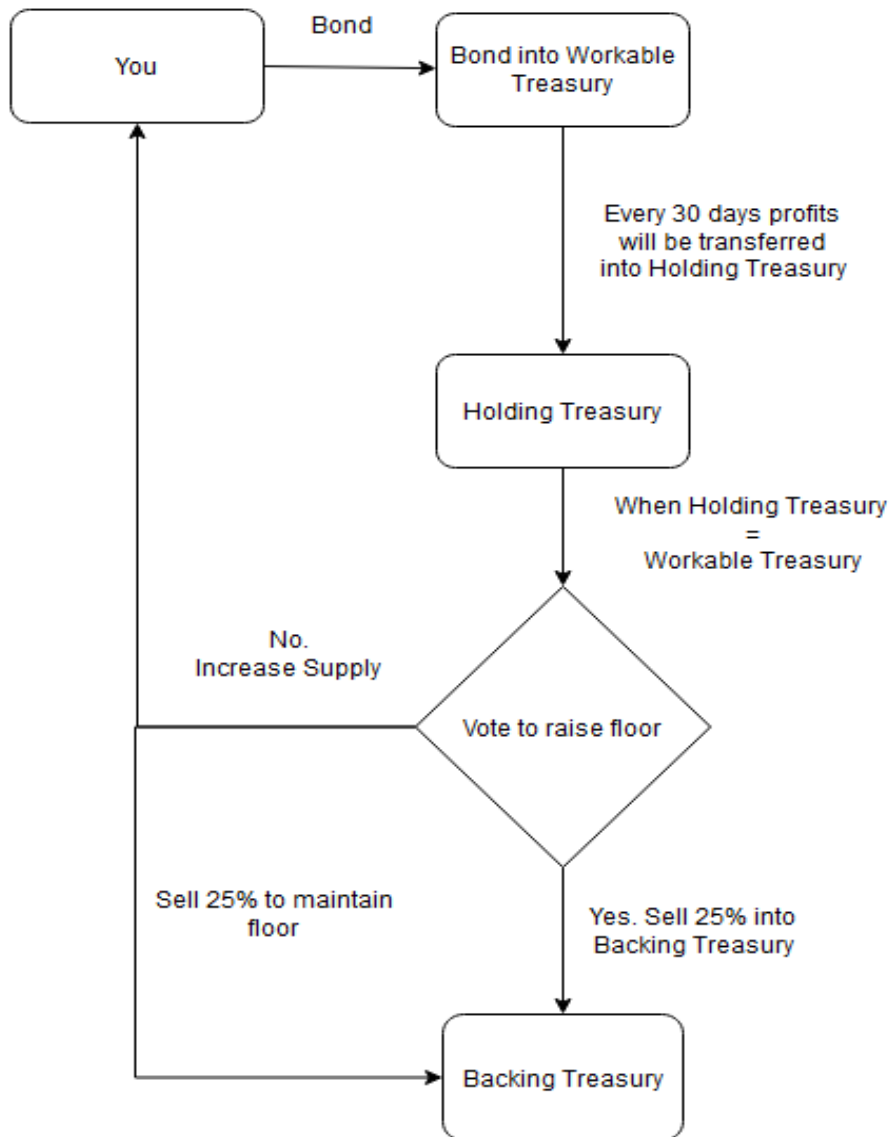 Bond
You
Bond into Workable
Treasury
Every 30 days profits
will be transferred
into Holding Treasury
Holding Treasury
When Holding Treasury
=
Workable Treasury
No.
Increase Supply
Vote to raise floor
Sell 25% to maintain
floor
Yes. Sell 25% into
Backing Treasury
Backing Treasury